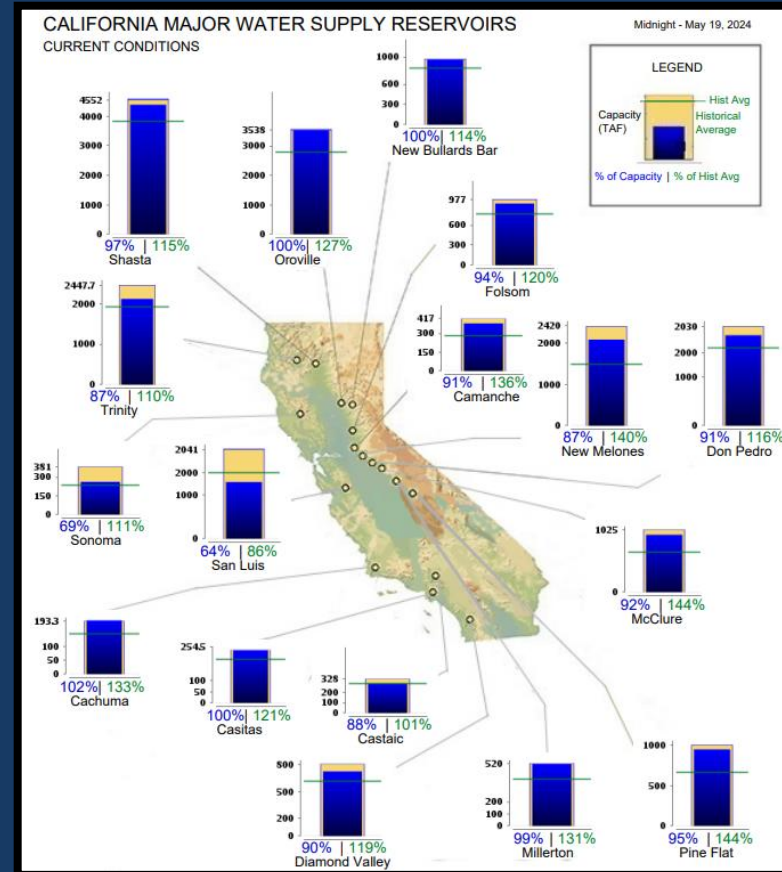 CALIFORNIA MAJOR WATER SUPPLY RESERVOIRS
Midnight - May 19, 2024
CURRENT CONDITIONS
LEGEND
Capacity
(TAF)
Hist Avg
Historical
Average
% of Capacity | % of Hist Avg
4552
4000
3000
2000
1000
0
97% | 115%
Shasta
3538
3000
2000
1000
0
100% | 127%
Oroville
1000
600
300
0
100% | 114%
New Bullards Bar
977
600
300
0
94% | 120%
Folsom
2447.7
2000
1000
0
87% | 110%
Trinity
417
300
150
0
91% | 136%
Camanche
2420
2000
1000
0
87% | 140%
New Melones
2030
2000
1000
0
91% | 116%
Don Pedro
381
300
150
0
69% | 111%
Sonoma
2041
2000
1000
0
64% | 86%
San Luis
1025
0
92% | 144%
McClure
193.3
100
50
0
102% | 133%
Cachuma
254.5
100
50
0
100% | 121%
Casitas
328
200
100
0
88% | 101%
Castaic
800
500
200
0
90% | 119%
Diamond Valley
520
200
100
0
99% | 131%
Millerton
1000
500
0
95% | 144%
Pine Flat